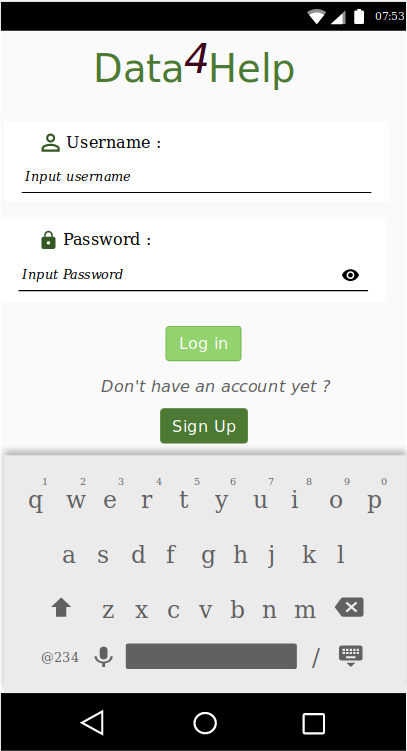 07:53
Data4Help
Username :
Input username
Password :
Input Password
Log in
Don't have an account yet ?
Sign Up
1 2 3 4 5 6 7 8 9 0
q w e r t y u i o p
a s d f g h j k l
z x c v b n m
@234 /